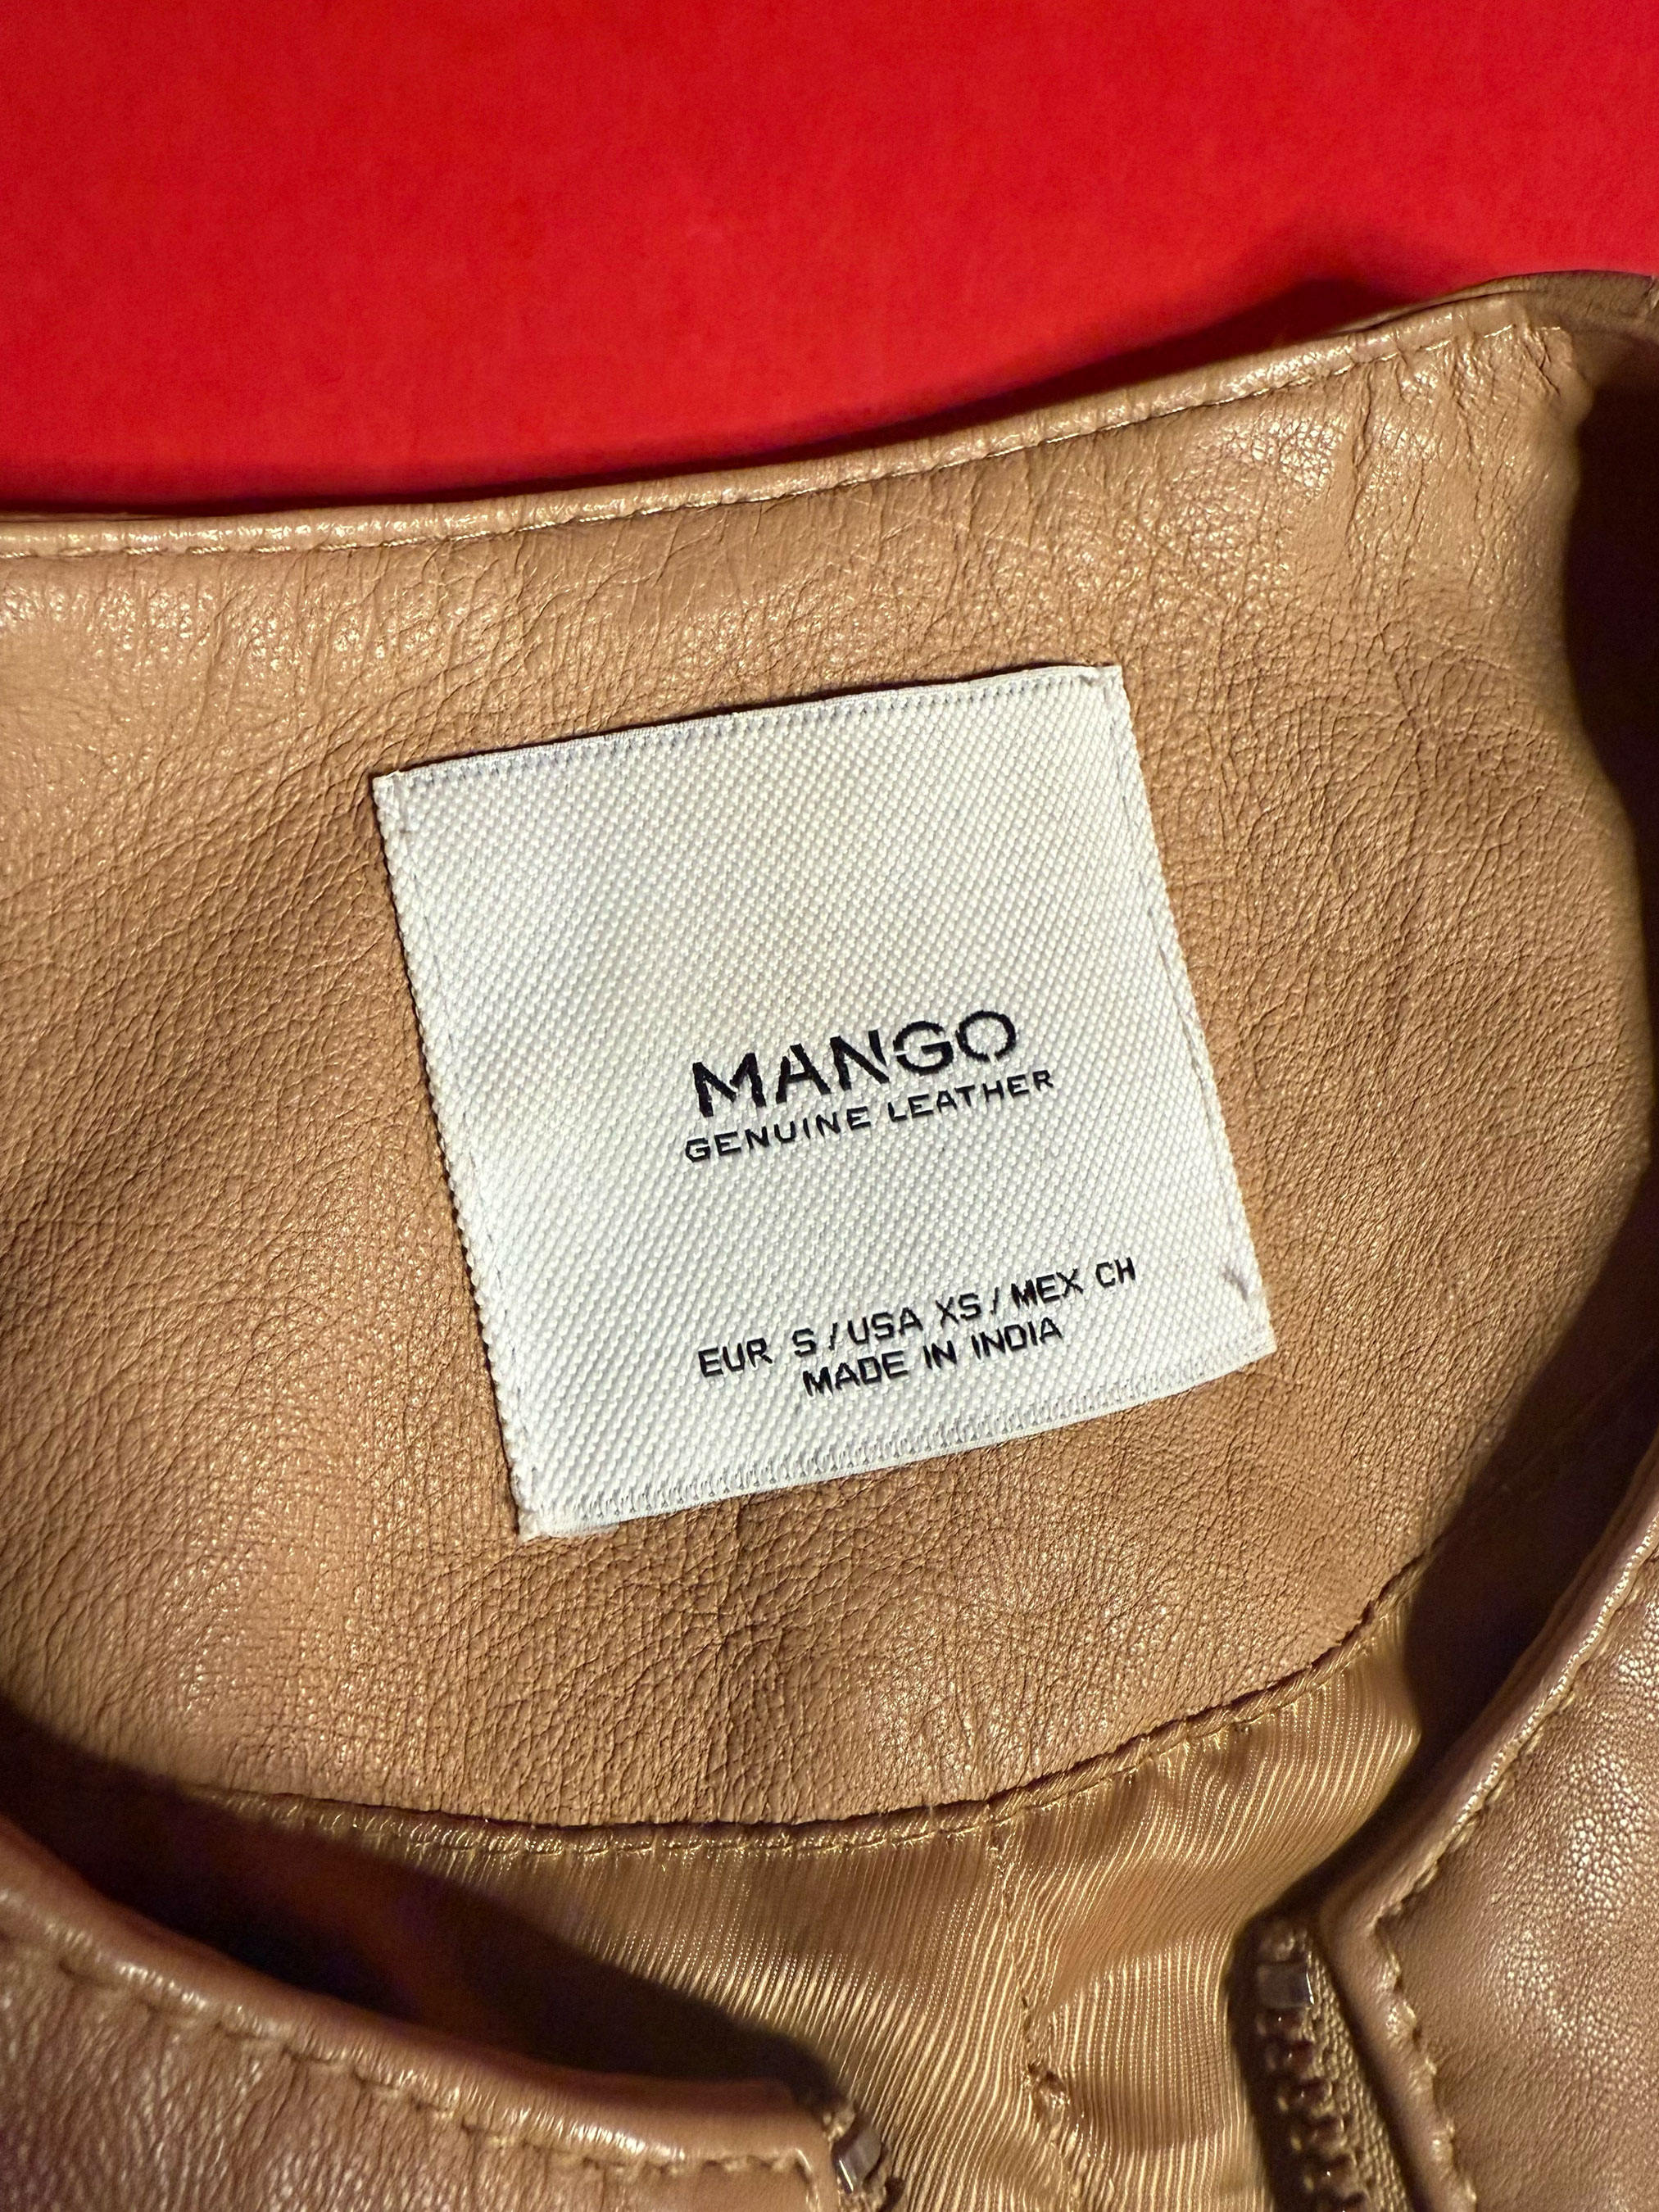 MANGO
GENUINE LEATHER
EUR S/USA XS/MEX CH
MADE IN INDIA